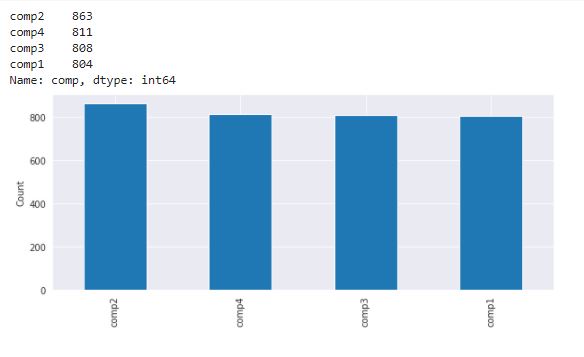 comp2    863
comp4    811
comp3    808
comp1    804
Name: comp, dtype: int64
800
600
400
200
0
Count
comp2
comp4
comp3
comp1